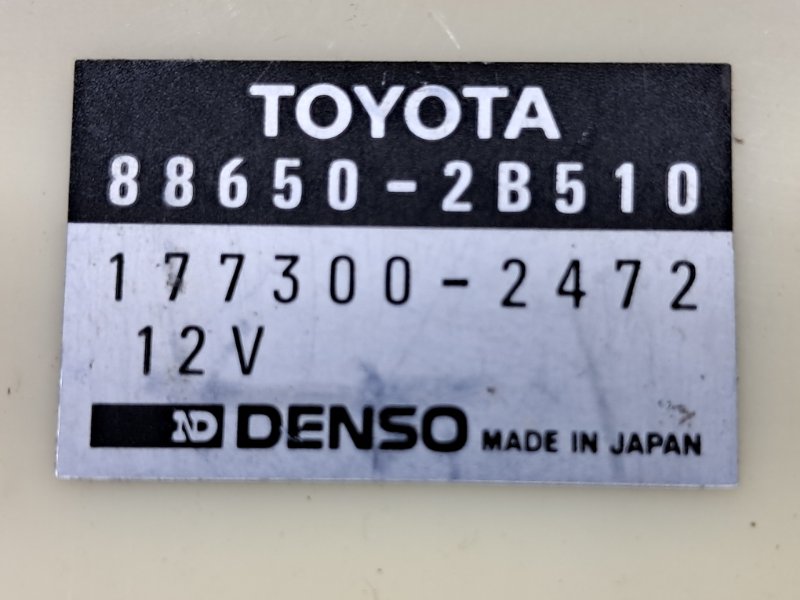 TOYOTA
88650-2B510
177300-2472
12V
ND DENSO MADE IN JAPAN